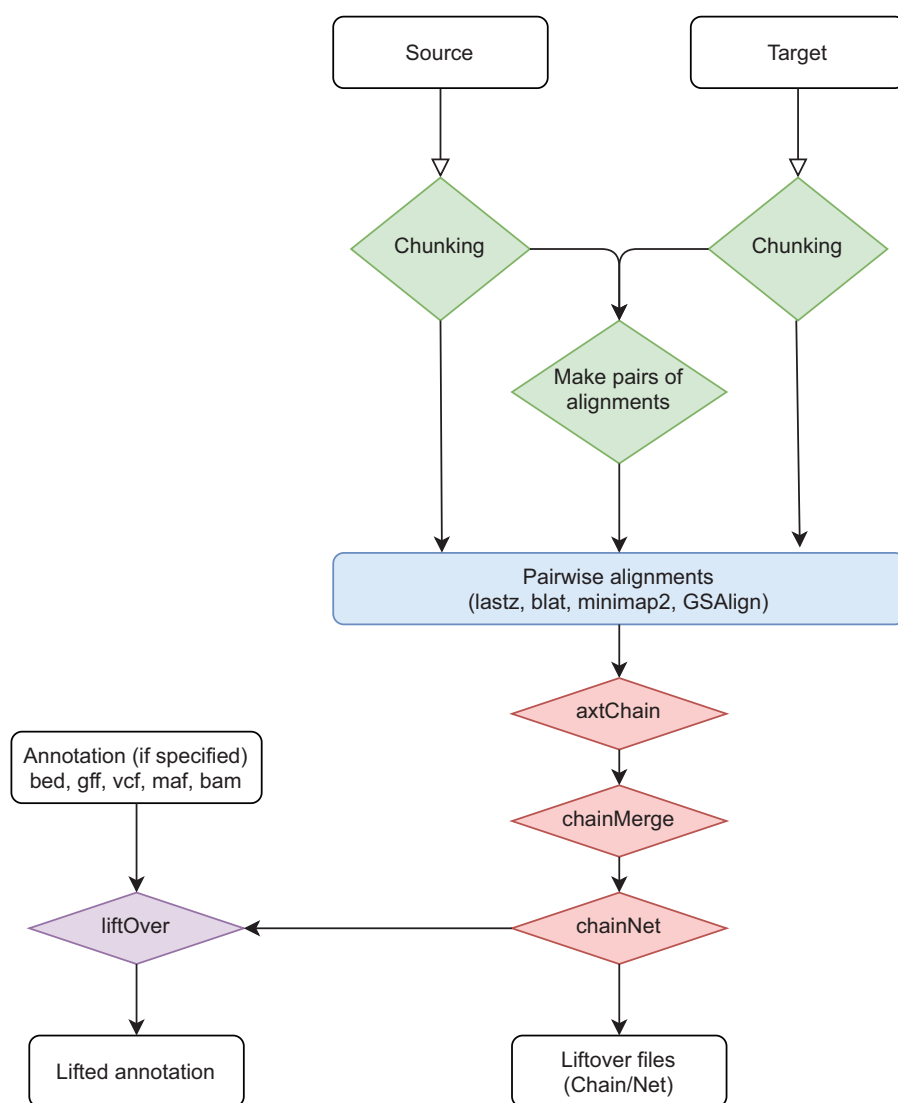 Source
Target
Chunking
Chunking
Make pairs of
alignments
Pairwise alignments
(lastz, blat, minimap2, GSAlign)
axtChain
Annotation (if specified)
bed, gff, vcf, maf, bam
chainMerge
liftOver
chainNet
Lifted annotation
Liftover files
(Chain/Net)